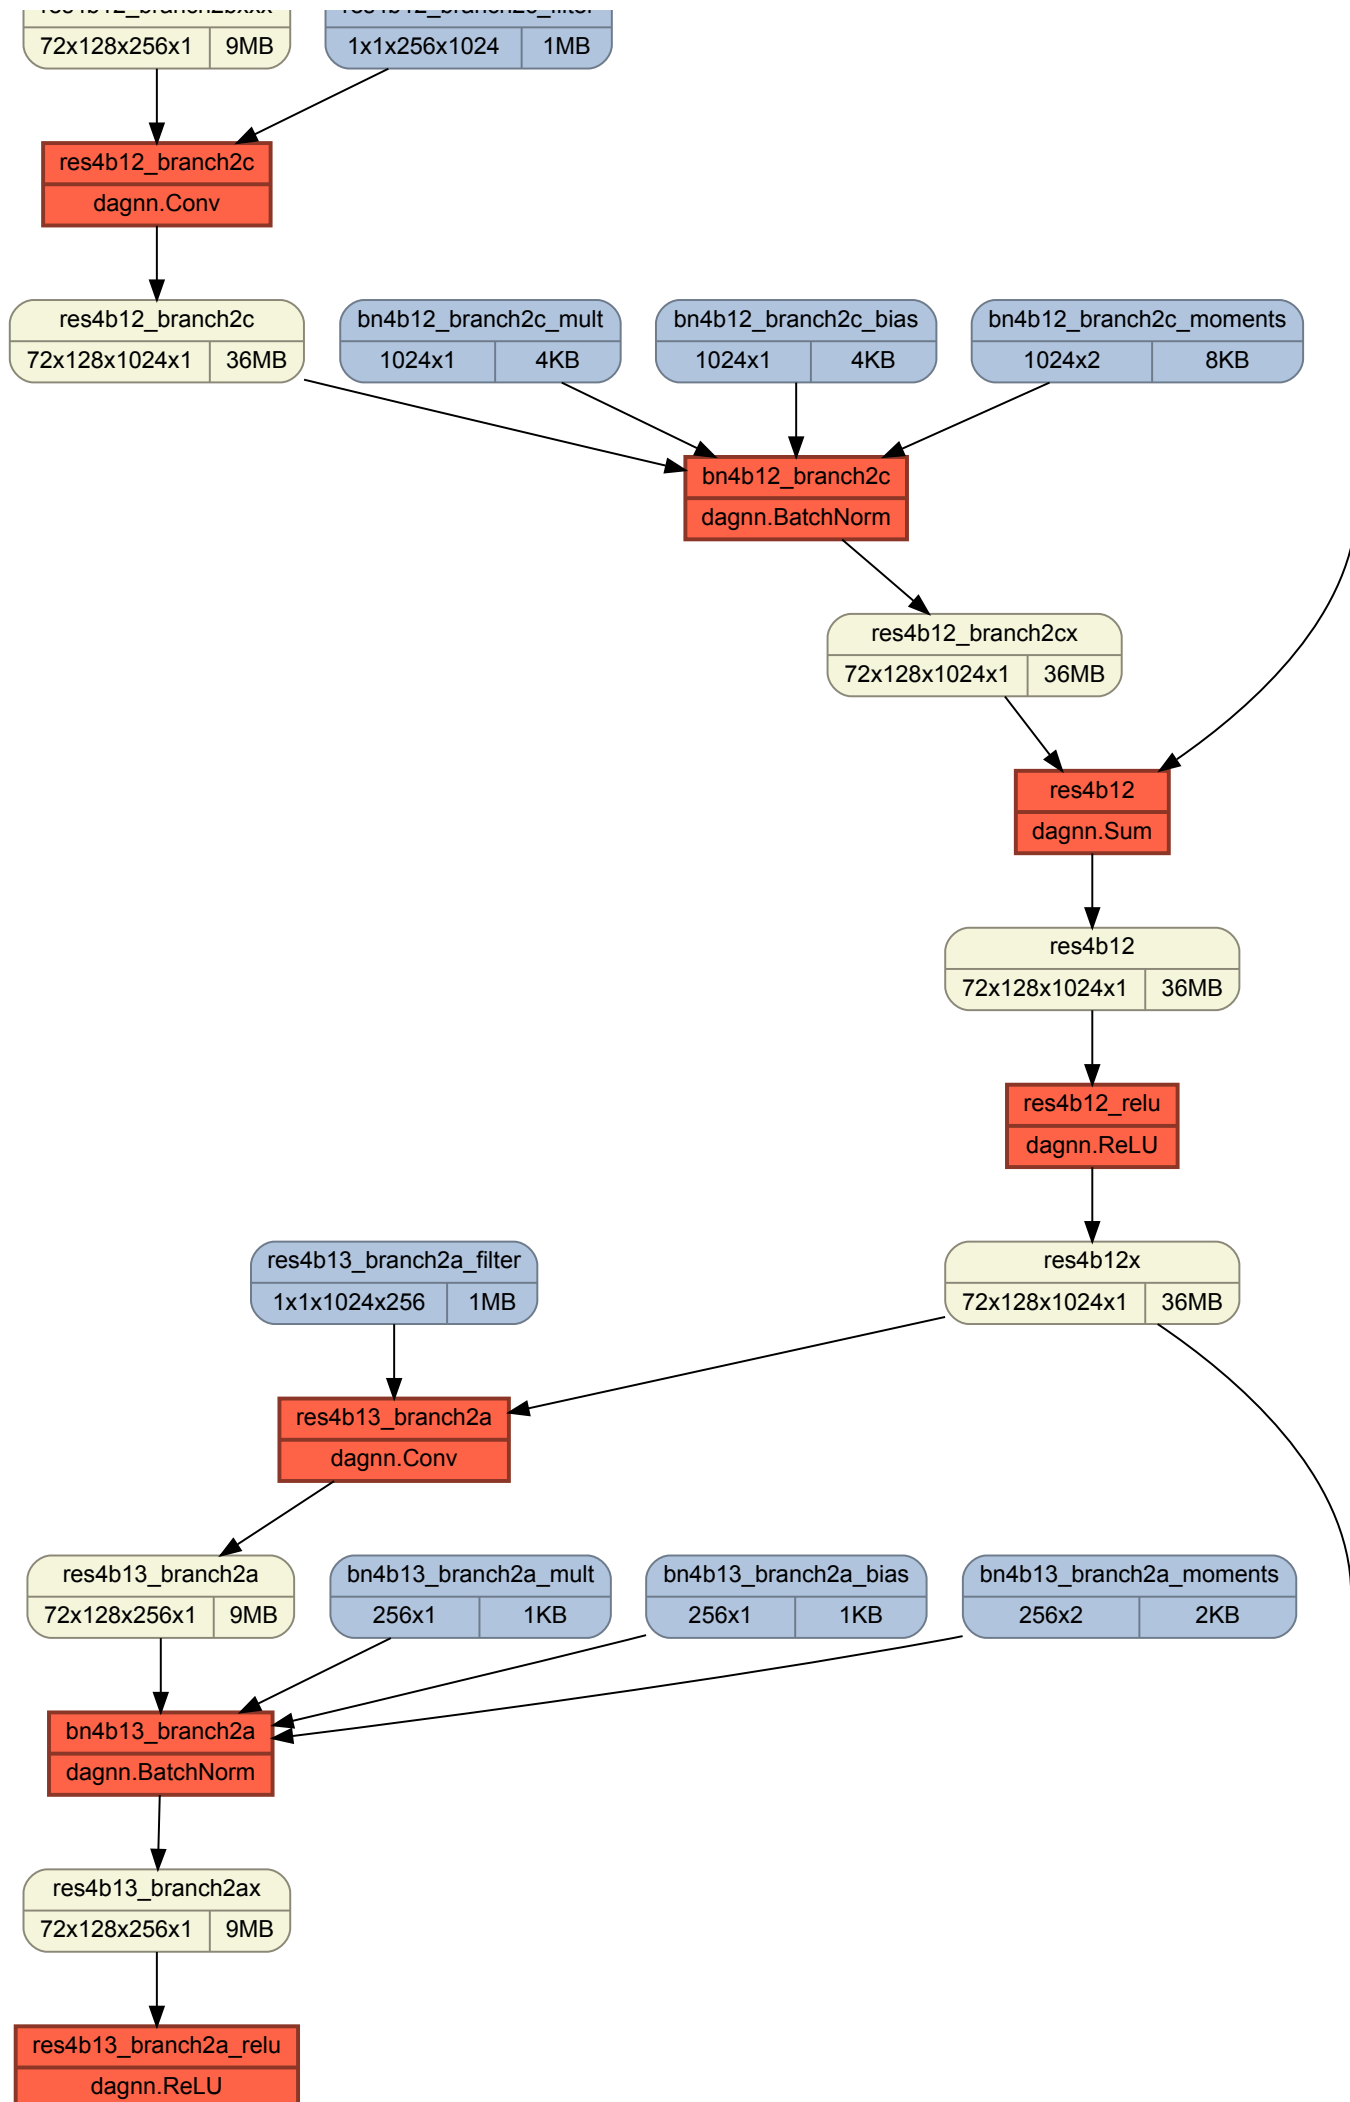 72x128x256x1 9MB 1x1x256x1024 1MB
res4b12_branch2c
dagnn.Conv
res4b12_branch2c bn4b12_branch2c_mult bn4b12_branch2c_bias bn4b12_branch2c_moments
72x128x1024x1 36MB 1024x1 4KB 1024x1 4KB 1024x2 8KB
bn4b12_branch2c
dagnn.BatchNorm
res4b12_branch2cx
72x128x1024x1 36MB
res4b12
dagnn.Sum
res4b12
72x128x1024x1 36MB
res4b12_relu
dagnn.ReLU
res4b13_branch2a_filter res4b12x
1x1x1024x256 1MB 72x128x1024x1 36MB
res4b13_branch2a
dagnn.Conv
res4b13_branch2a bn4b13_branch2a_mult bn4b13_branch2a_bias bn4b13_branch2a_moments
72x128x256x1 9MB 256x1 1KB 256x1 1KB 256x2 2KB
bn4b13_branch2a
dagnn.BatchNorm
res4b13_branch2ax
72x128x256x1 9MB
res4b13_branch2a_relu
dagnn.ReLU